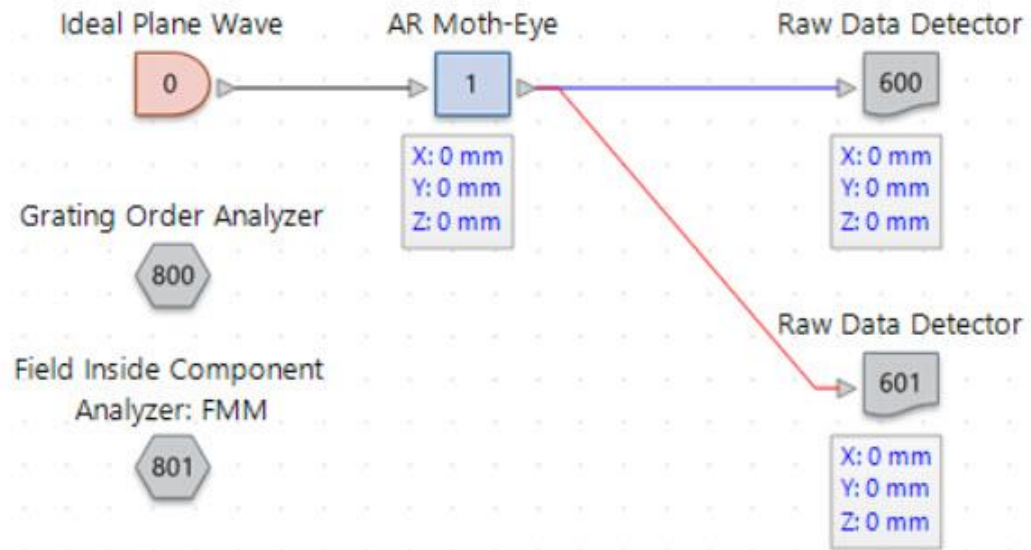 Ideal Plane Wave
AR Moth-Eye
Raw Data Detector
0
1
600
X: 0 mm
Y: 0 mm
Z: 0 mm
X: 0 mm
Y: 0 mm
Z: 0 mm
Grating Order Analyzer
800
Raw Data Detector
601
Field Inside Component
Analyzer: FMM
801
X: 0 mm
Y: 0 mm
Z: 0 mm